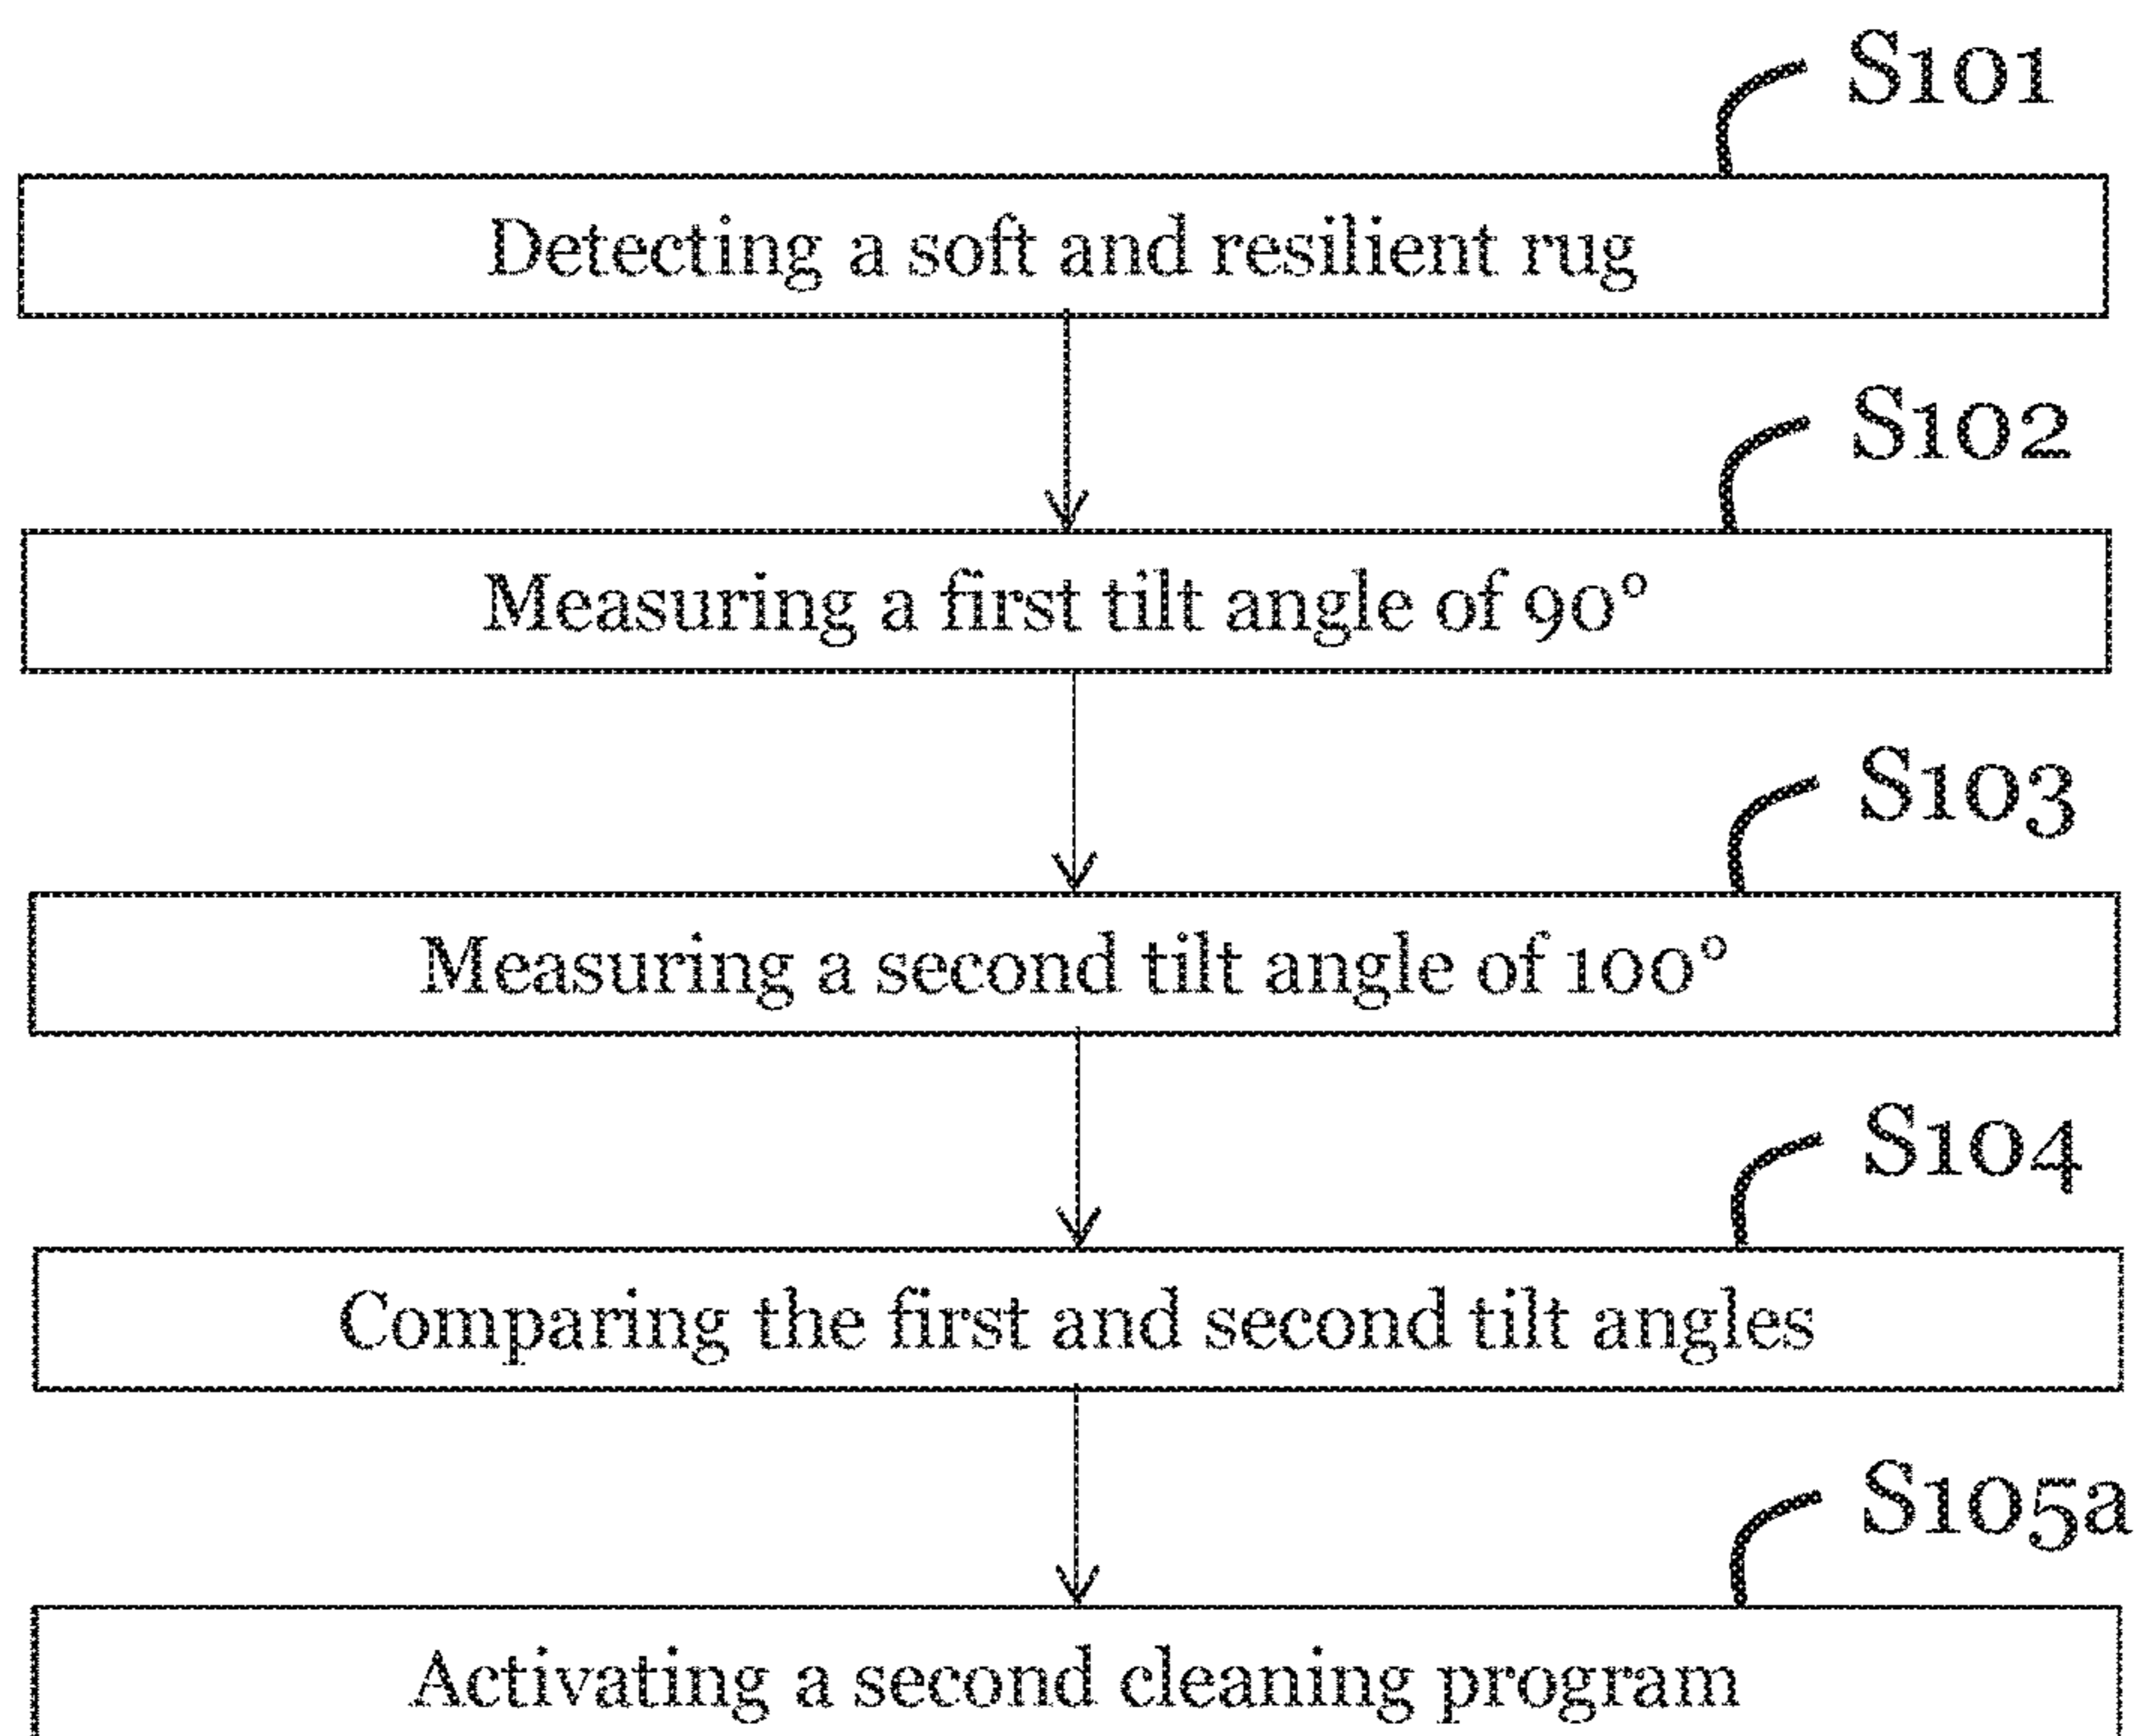 S101
Detecting a soft and resilient rug
S102
Measuring a first tilt angle of 90°
S103
Measuring a second tilt angle of 100°
S104
Comparing the first and second tilt angles
S105a
Activating a second cleaning program